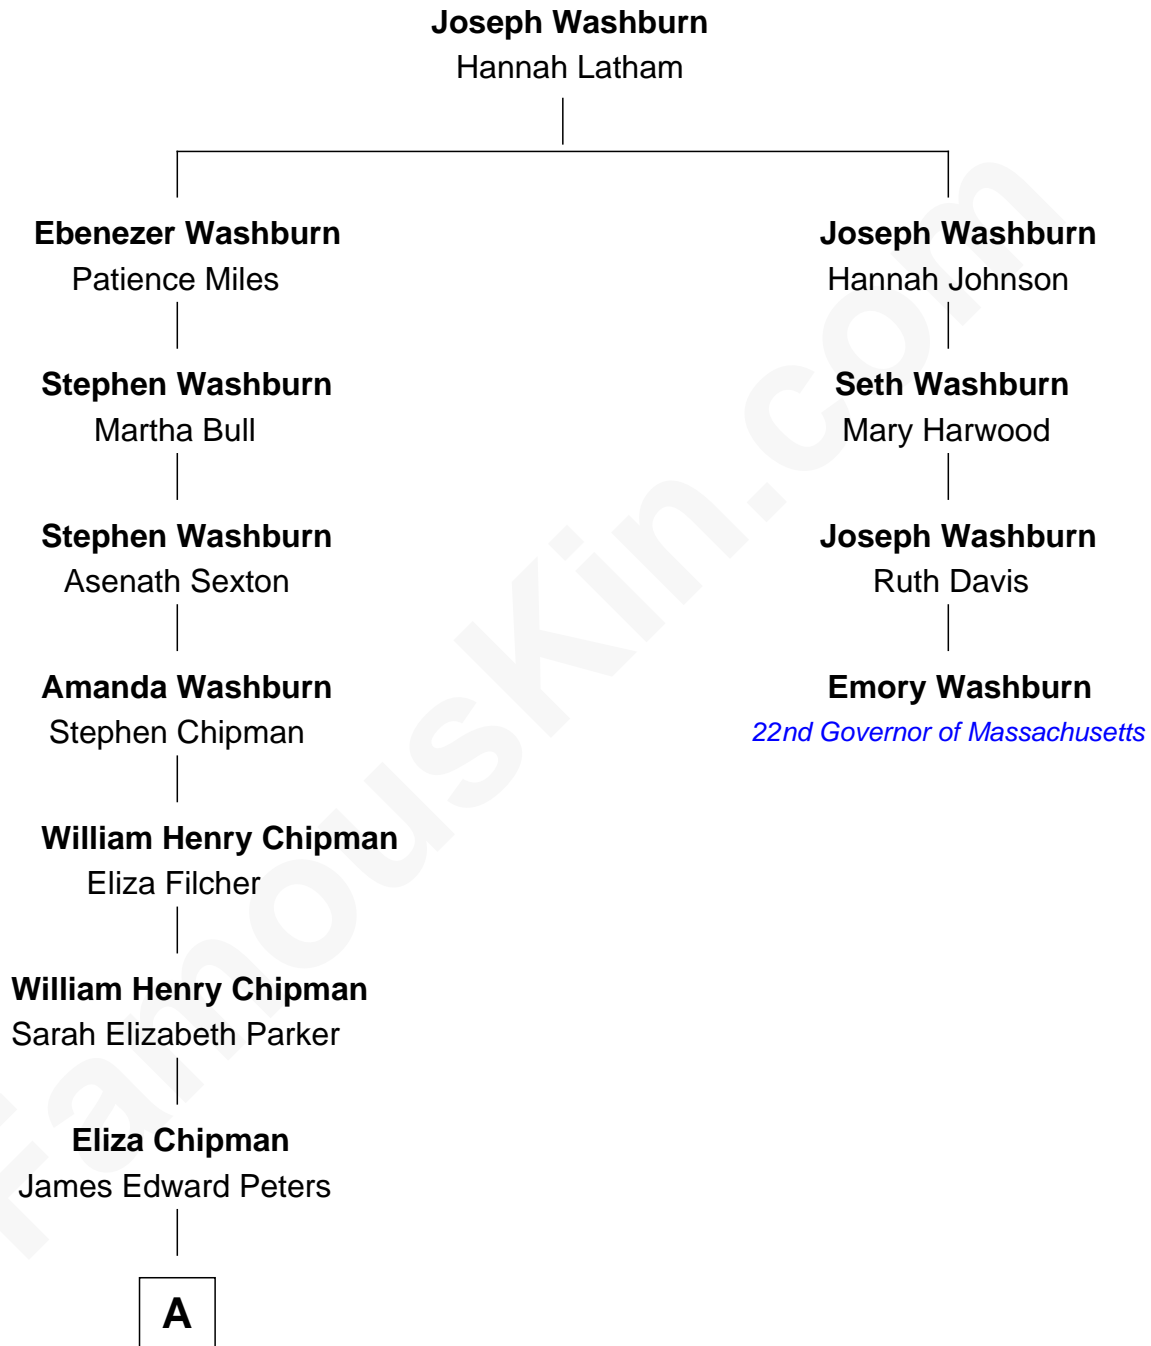 Joseph Washburn
Hannah Latham
Ebenezer Washburn
Patience Miles
Joseph Washburn
Hannah Johnson
Stephen Washburn
Martha Bull
Seth Washburn
Mary Harwood
Stephen Washburn
Asenath Sexton
Joseph Washburn
Ruth Davis
Amanda Washburn
Stephen Chipman
Emory Washburn
22nd Governor of Massachusetts
William Henry Chipman
Eliza Filcher
William Henry Chipman
Sarah Elizabeth Parker
Eliza Chipman
James Edward Peters
A
FamousKin.com